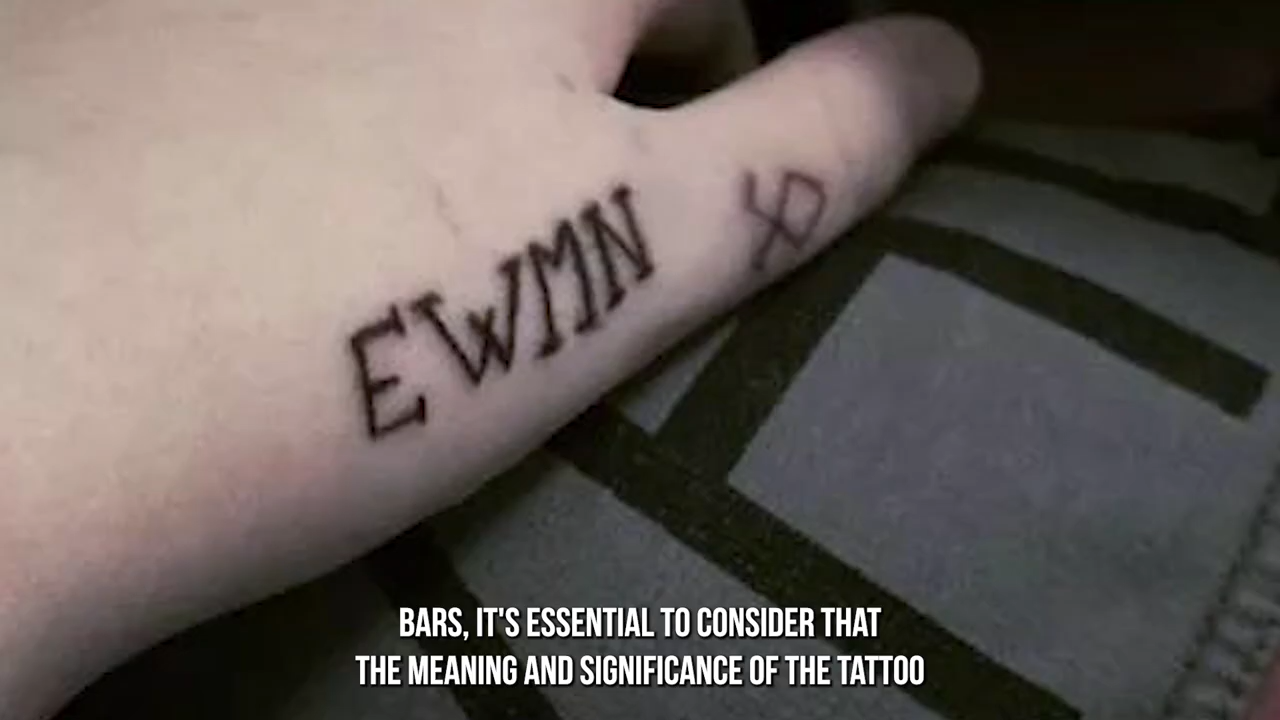 EWMN
BARS, IT'S ESSENTIAL TO CONSIDER THAT
THE MEANING AND SIGNIFICANCE OF THE TATTOO